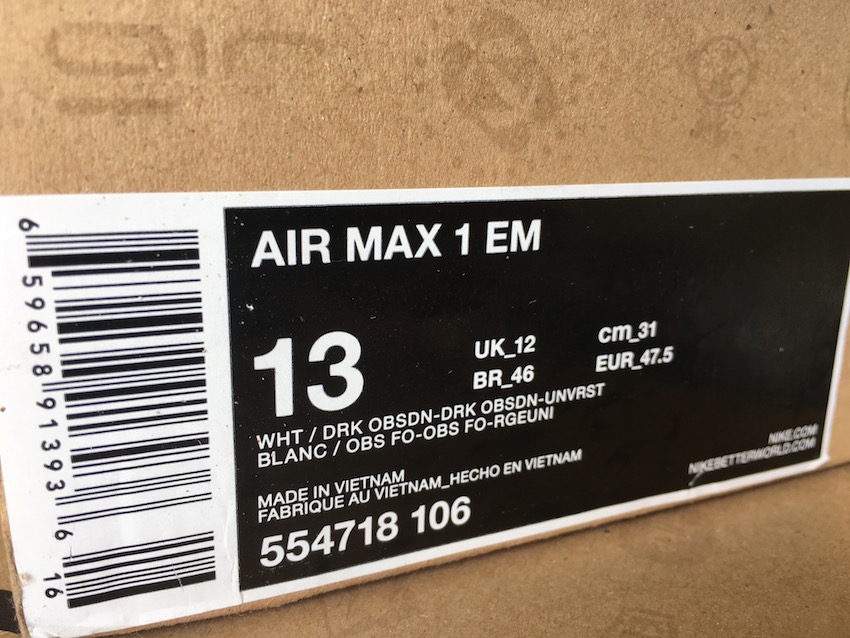 AIR MAX 1 EM
13
UK_12 cm_31
BR_46 EUR_47.5
WHT / DRK OBSDN-DRK OBSDN-UNVRST
BLANC / OBS FO-OBS FO-RGEUNI
MADE IN VIETNAM
FABRIQUE AU VIETNAM_HECHO EN VIETNAM
554718 106
NIKE.COM
NIKEBETTERWORLD.COM
6 59658 91393 6 16